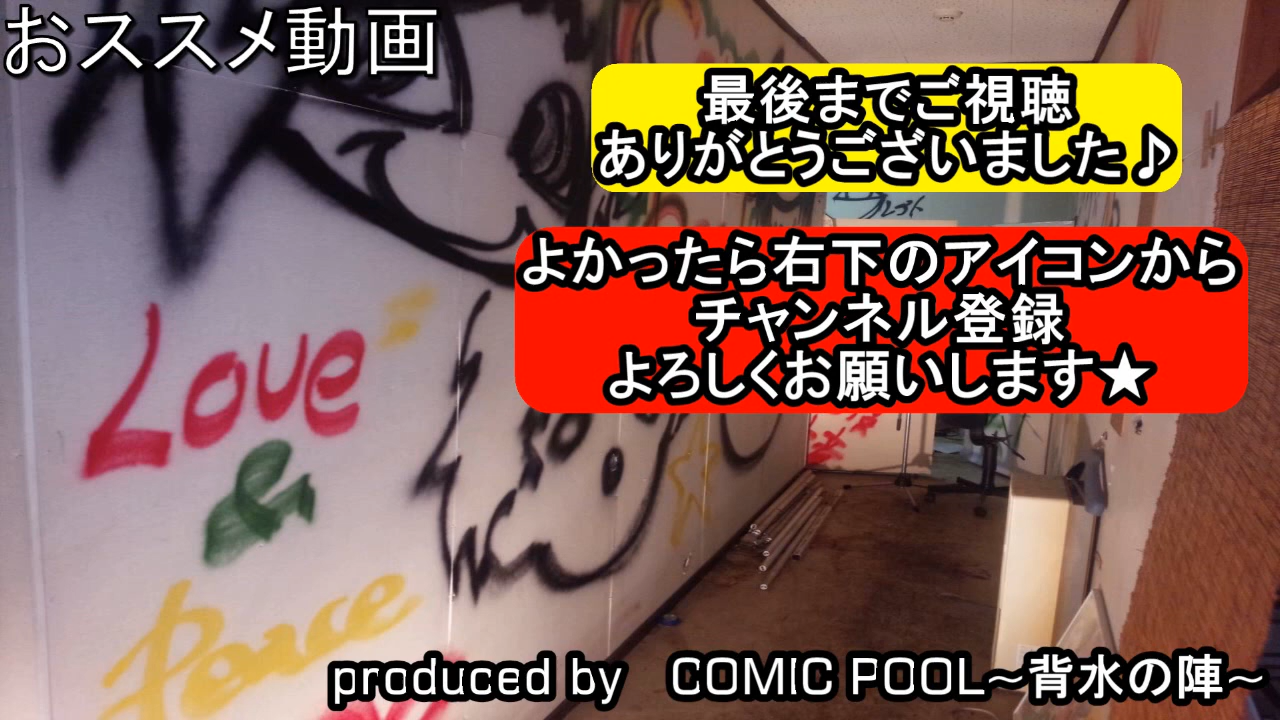 おススメ動画
最後までご視聴
ありがとうございました♪
よかったら右下のアイコンから
チャンネル登録
よろしくお願いします★
Love
&
Peace
produced by　COMIC POOL~背水の陣~